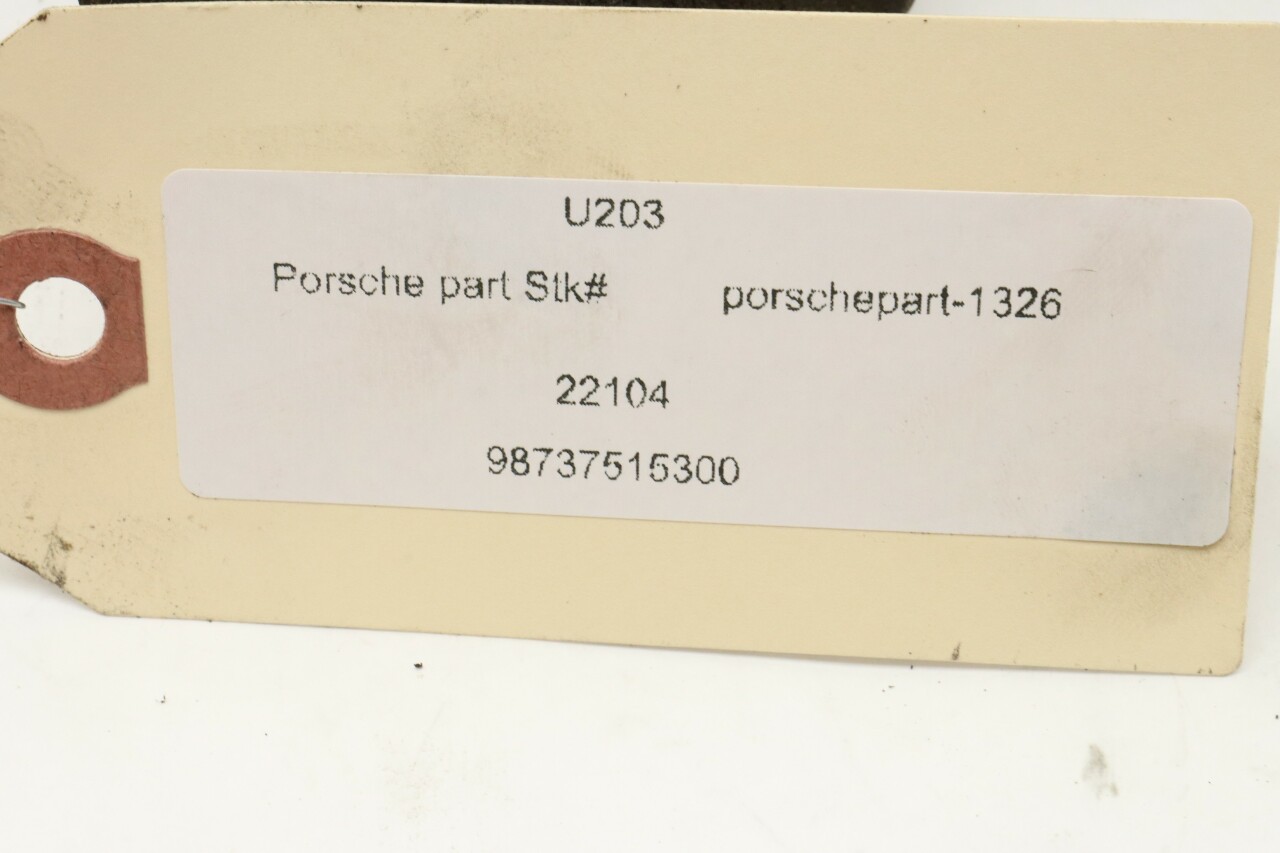 U203
Porsche part Stk# porschepart-1326
22104
98737515300